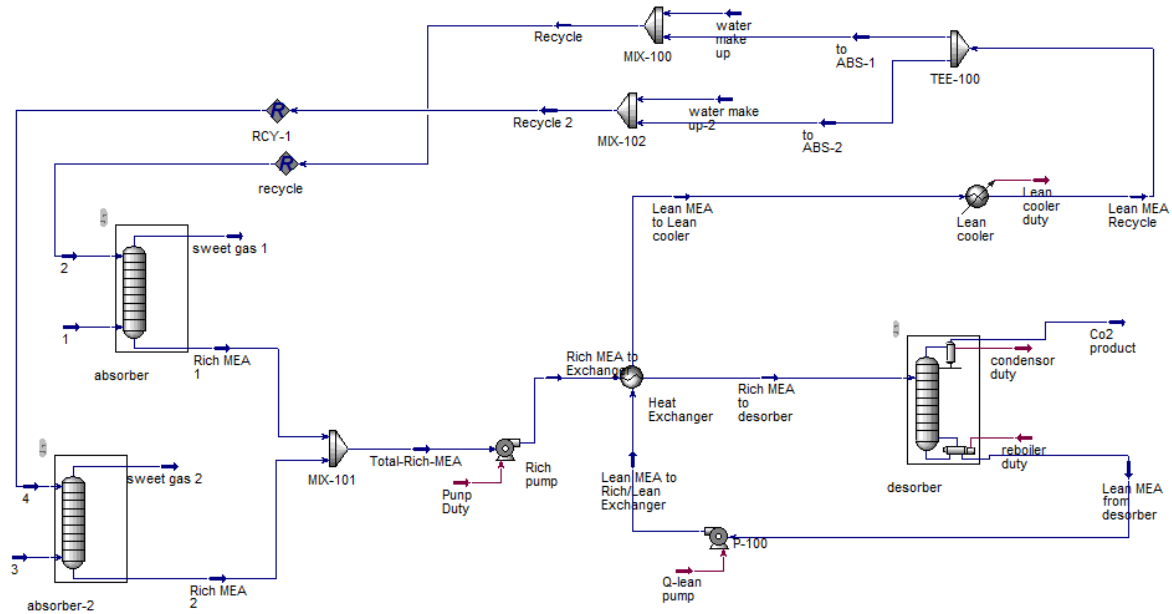 Recycle
MIX-100
water
make
up
to
ABS-1
TEE-100
RCY-1
Recycle 2
MIX-102
water make
up-2
to
ABS-2
recycle
Lean MEA
to Lean
cooler
Lean
cooler
Lean
cooler
duty
Lean MEA
Recycle
2
sweet gas 1
1
Rich MEA
1
absorber
Rich MEA to
Exchanger
Heat
Exchanger
Rich MEA
to
desorber
Co2
product
condensor
duty
reboiler
duty
desorber
Lean MEA
from
desorber
4
sweet gas 2
3
Rich MEA
2
absorber-2
MIX-101
Total-Rich-MEA
Rich
pump
Punp
Duty
Lean MEA to
Rich/Lean
Exchanger
P-100
Q-lean
pump
R
R